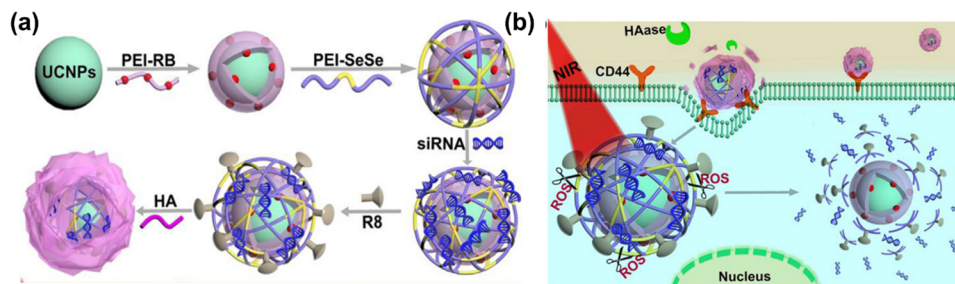 (a)
PEI-RB
PEI-SeSe
UCNPs
siRNA
HA
R8
(b)
HAase
NIR
CD44
ROS
ROS
ROS
Nucleus